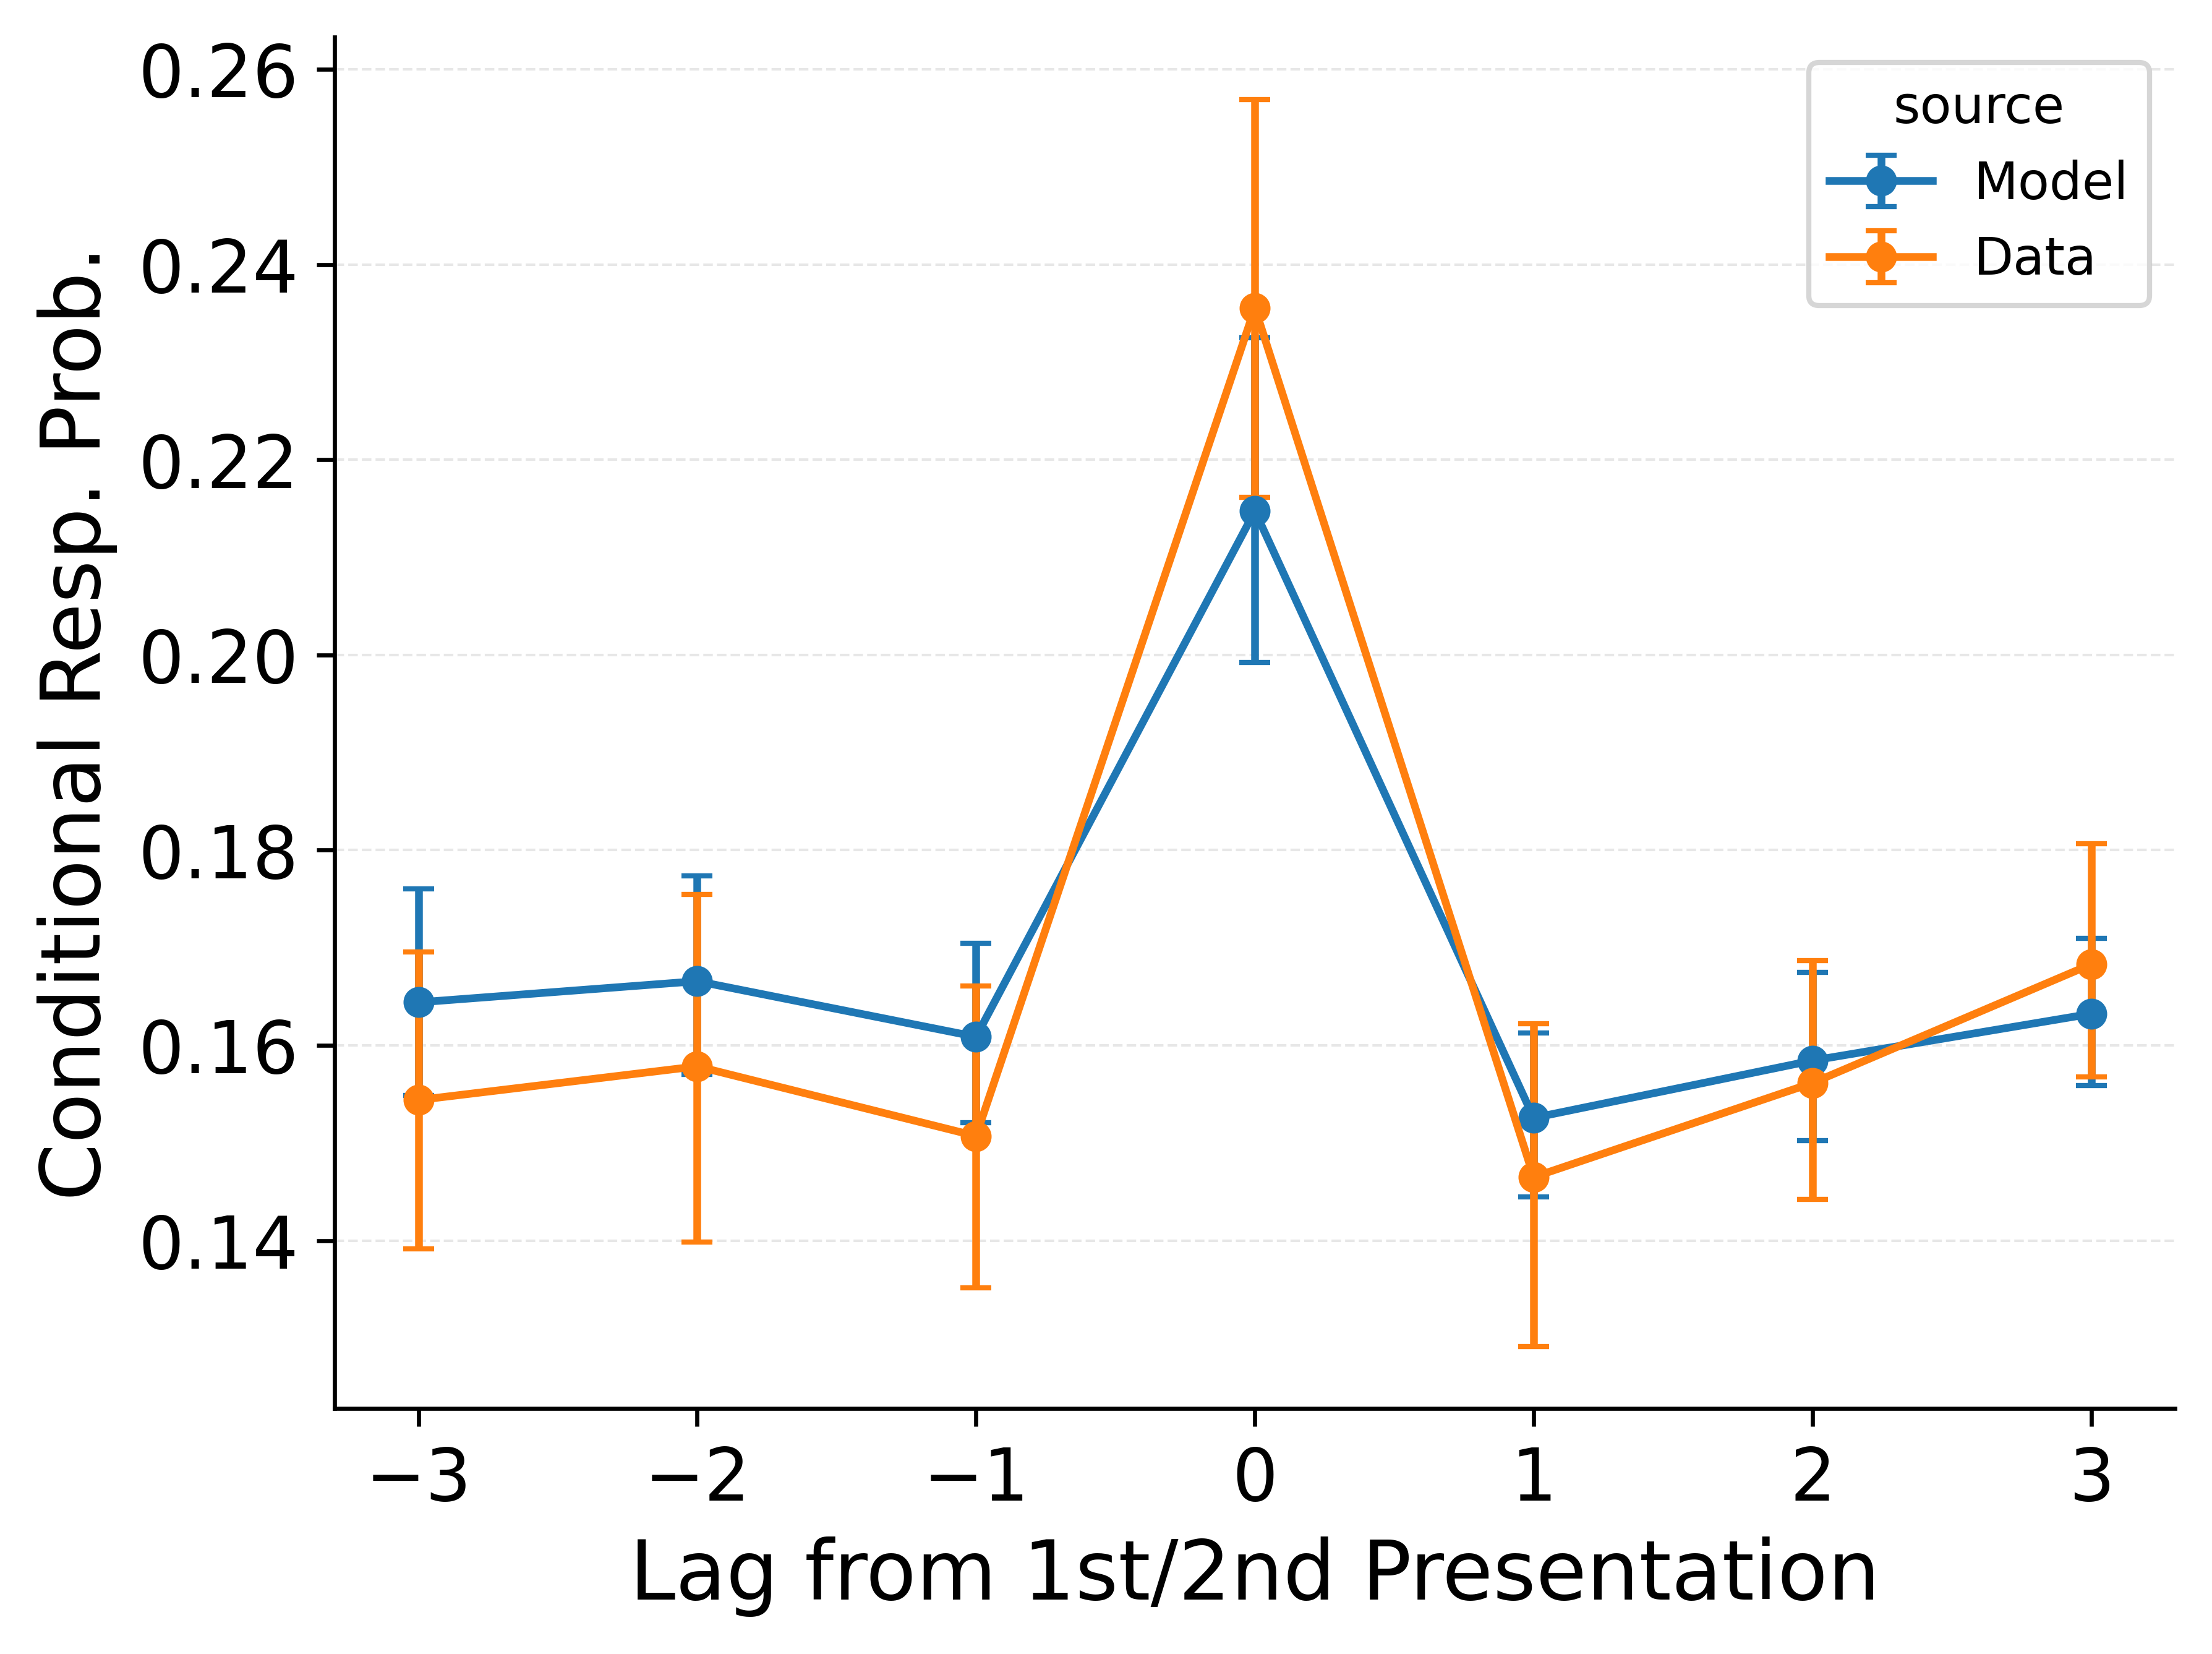 0.26
0.24
0.22
0.20
0.18
0.16
0.14
Conditional Resp. Prob.
source
Model
Data
−3 −2 −1 0 1 2 3
Lag from 1st/2nd Presentation